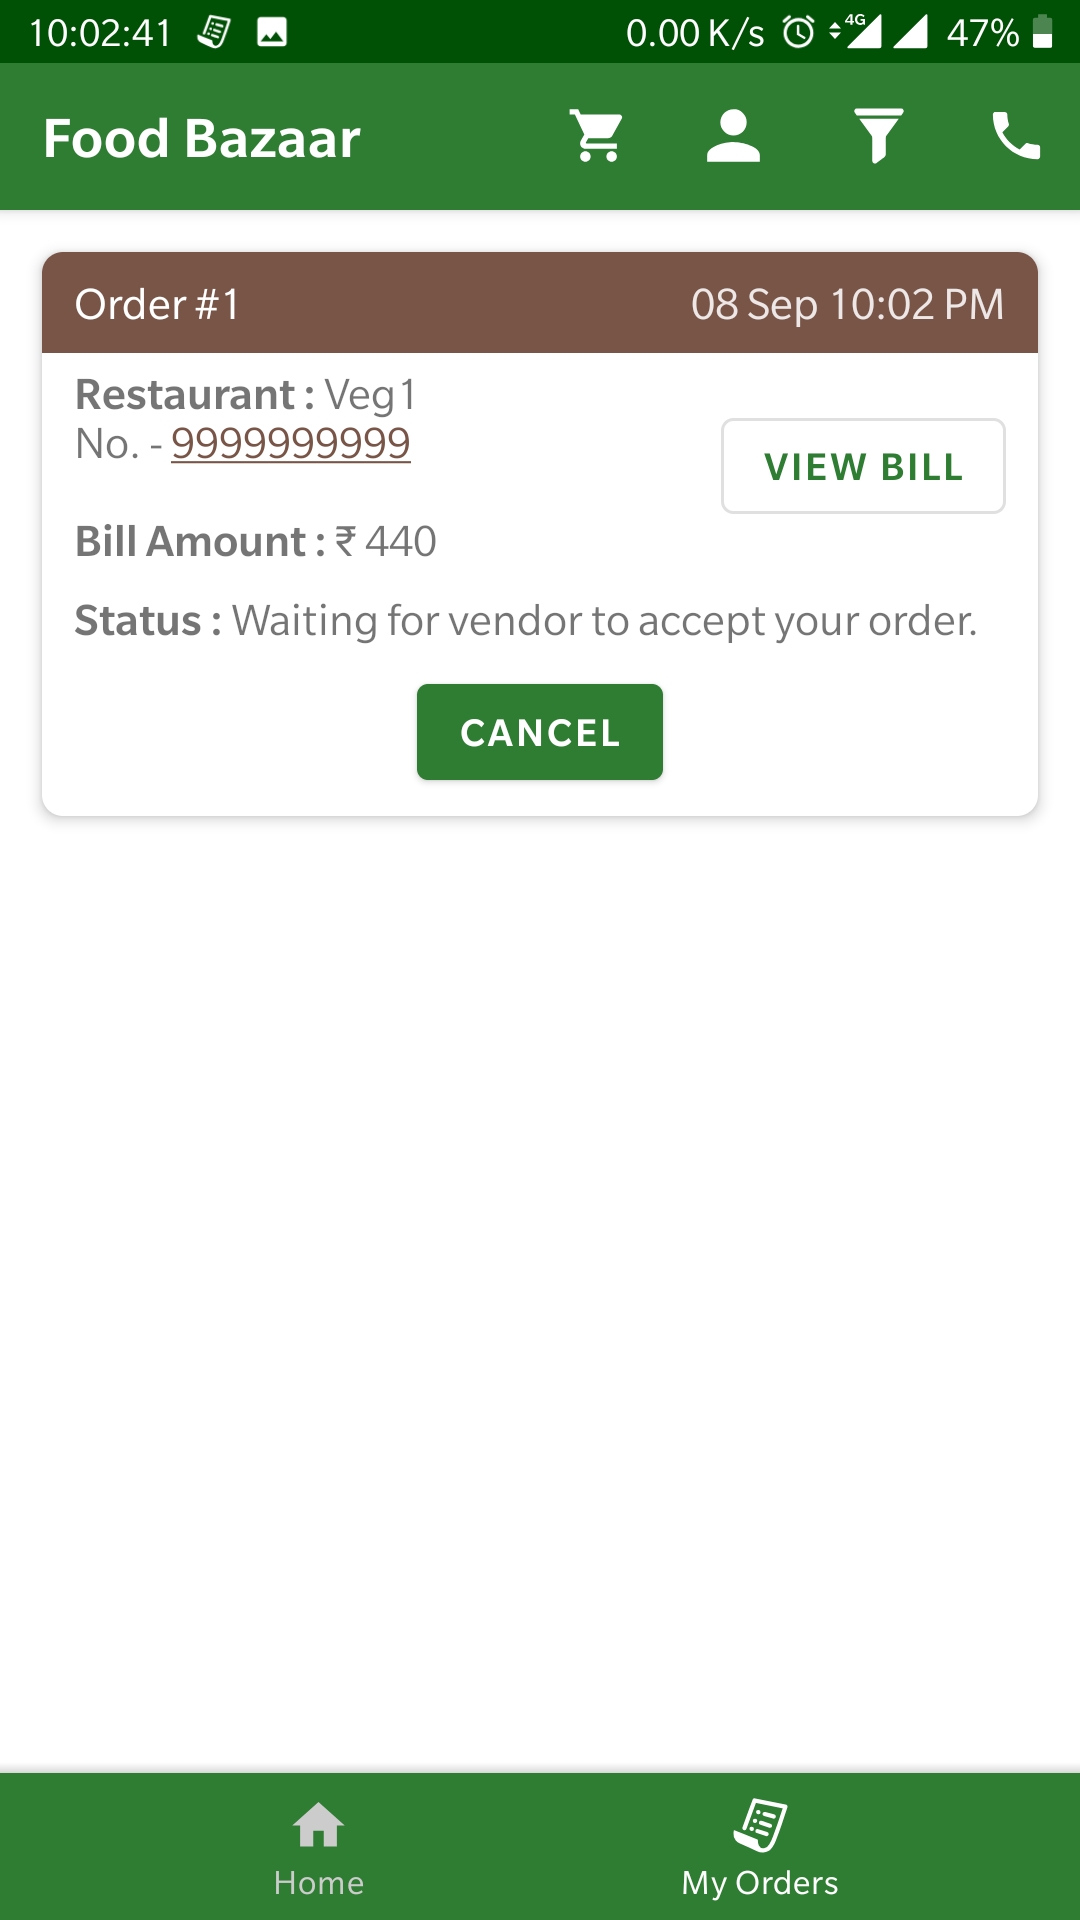 10:02:41 0.00 K/s 4G 47%
Food Bazaar
Order #1 08 Sep 10:02 PM
Restaurant : Veg1
No. - 9999999999
VIEW BILL
Bill Amount : ₹ 440
Status : Waiting for vendor to accept your order.
CANCEL
Home My Orders